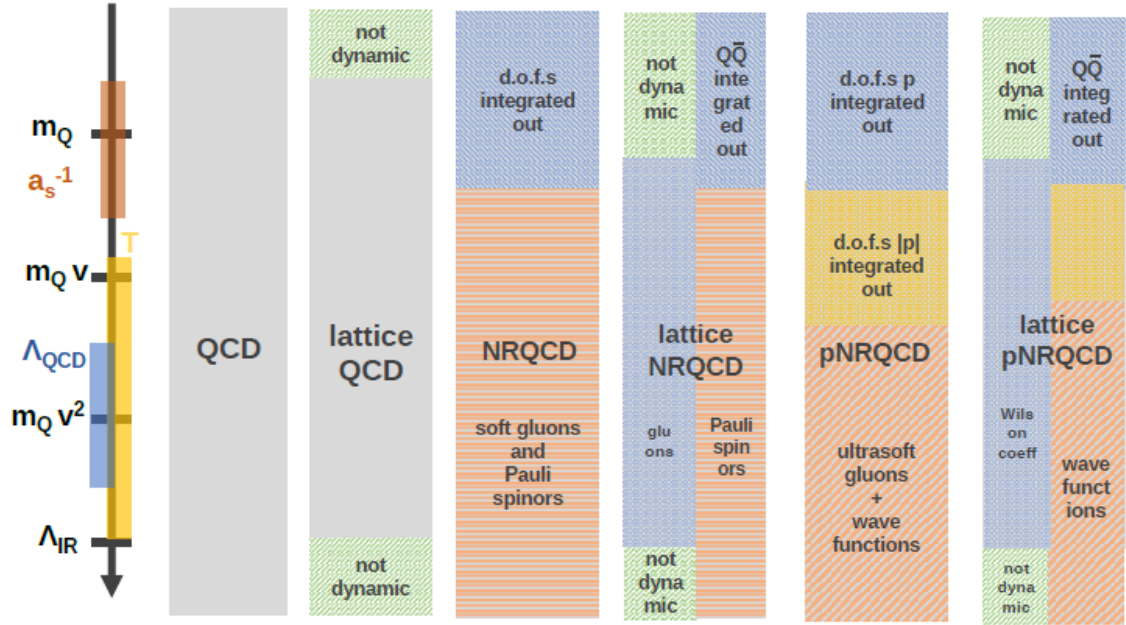 m_Q
a_s^-1
T
m_Q v
Λ_QCD
m_Q v^2
Λ_IR
QCD
not
dynamic
lattice
QCD
not
dynamic
d.o.f.s
integrated
out
NRQCD
soft gluons
and
Pauli
spinors
not
dyna
mic
QQ̄
inte
grat
ed
out
lattice
NRQCD
glu
ons
Pauli
spin
ors
not
dyna
mic
d.o.f.s p
integrated
out
d.o.f.s |p|
integrated
out
pNRQCD
ultrasoft
gluons
+
wave
functions
not
dyna
mic
QQ̄
integ
rated
out
lattice
pNRQCD
Wils
on
coeff
wave
funct
ions
not
dyna
mic